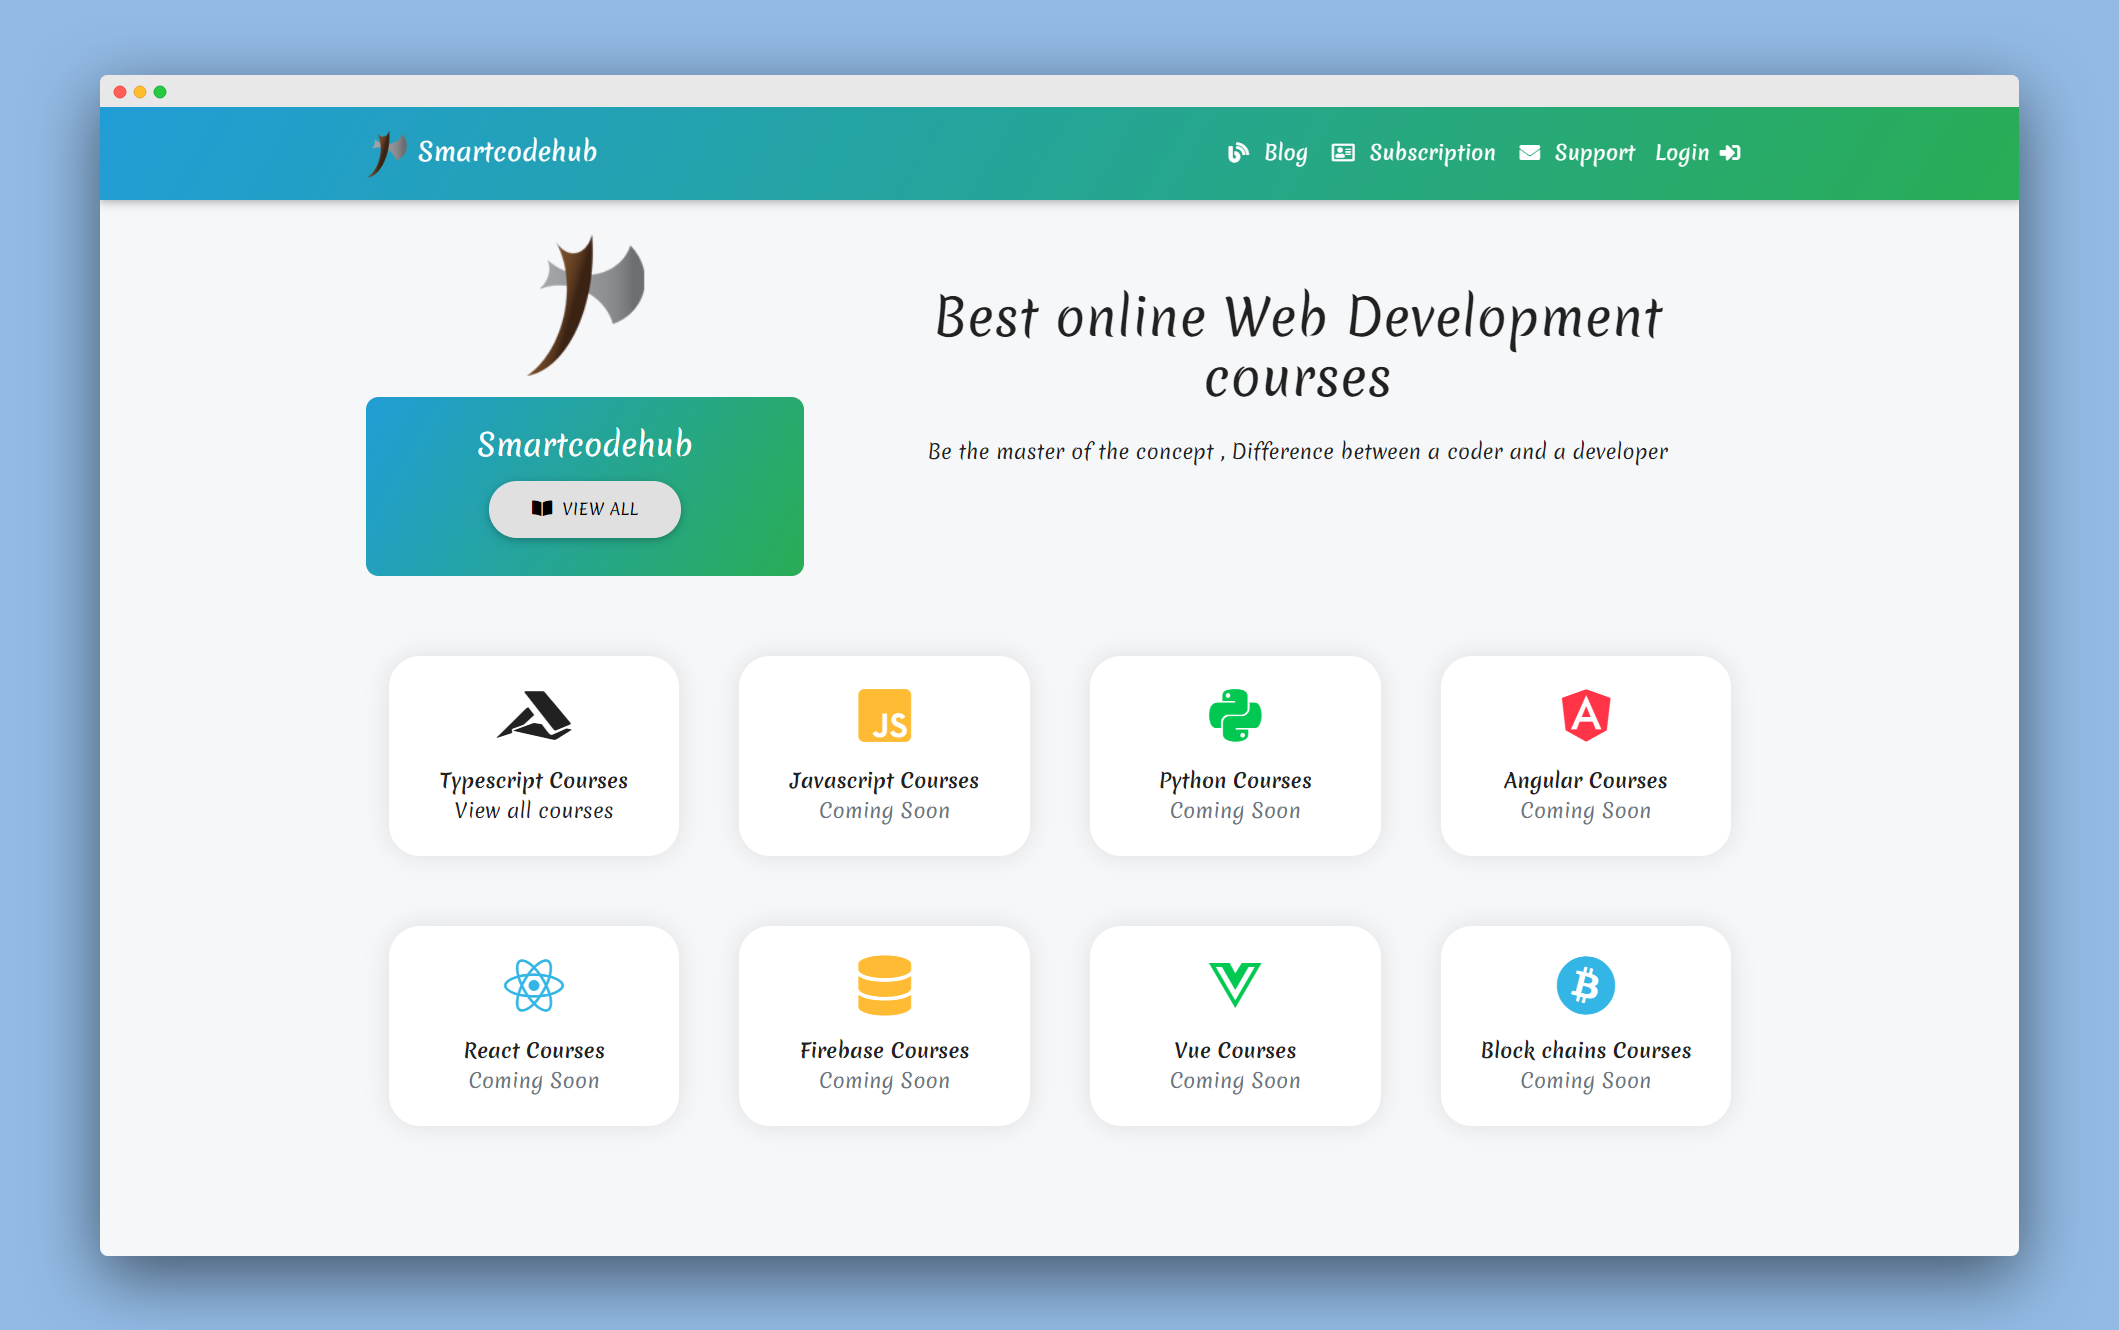 Smartcodehub
Blog Subscription Support Login
Best online Web Development
courses
Be the master of the concept , Difference between a coder and a developer
Smartcodehub
VIEW ALL
Typescript Courses
View all courses
JS
Javascript Courses
Coming Soon
Python Courses
Coming Soon
A
Angular Courses
Coming Soon
React Courses
Coming Soon
Firebase Courses
Coming Soon
Vue Courses
Coming Soon
Block chains Courses
Coming Soon